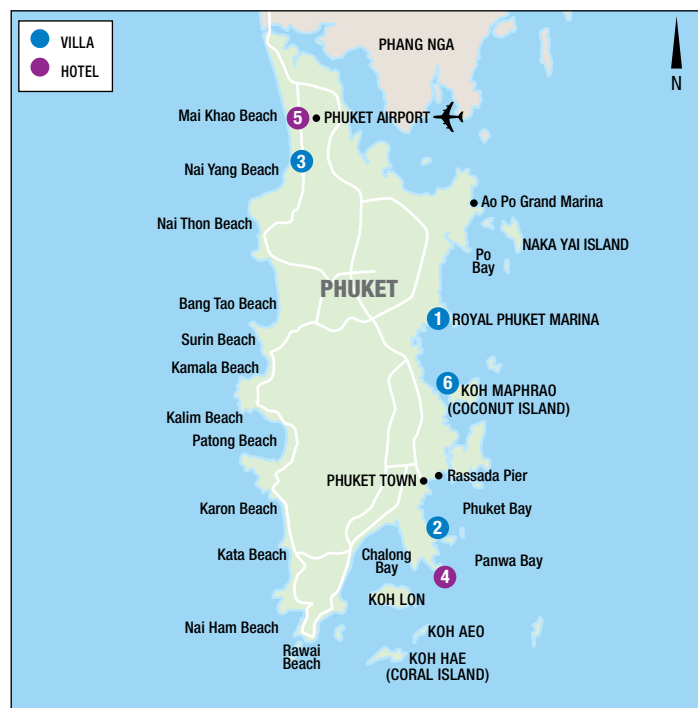 VILLA
HOTEL
PHANG NGA
N
Mai Khao Beach
5
PHUKET AIRPORT
3
Nai Yang Beach
Ao Po Grand Marina
Nai Thon Beach
NAKA YAI ISLAND
Po
Bay
PHUKET
Bang Tao Beach
1
ROYAL PHUKET MARINA
Surin Beach
Kamala Beach
6
KOH MAPHRAO
(COCONUT ISLAND)
Kalim Beach
Patong Beach
PHUKET TOWN
Rassada Pier
Karon Beach
Phuket Bay
2
Kata Beach
Chalong
Bay
Panwa Bay
4
KOH LON
Nai Ham Beach
KOH AEO
Rawai
Beach
KOH HAE
(CORAL ISLAND)